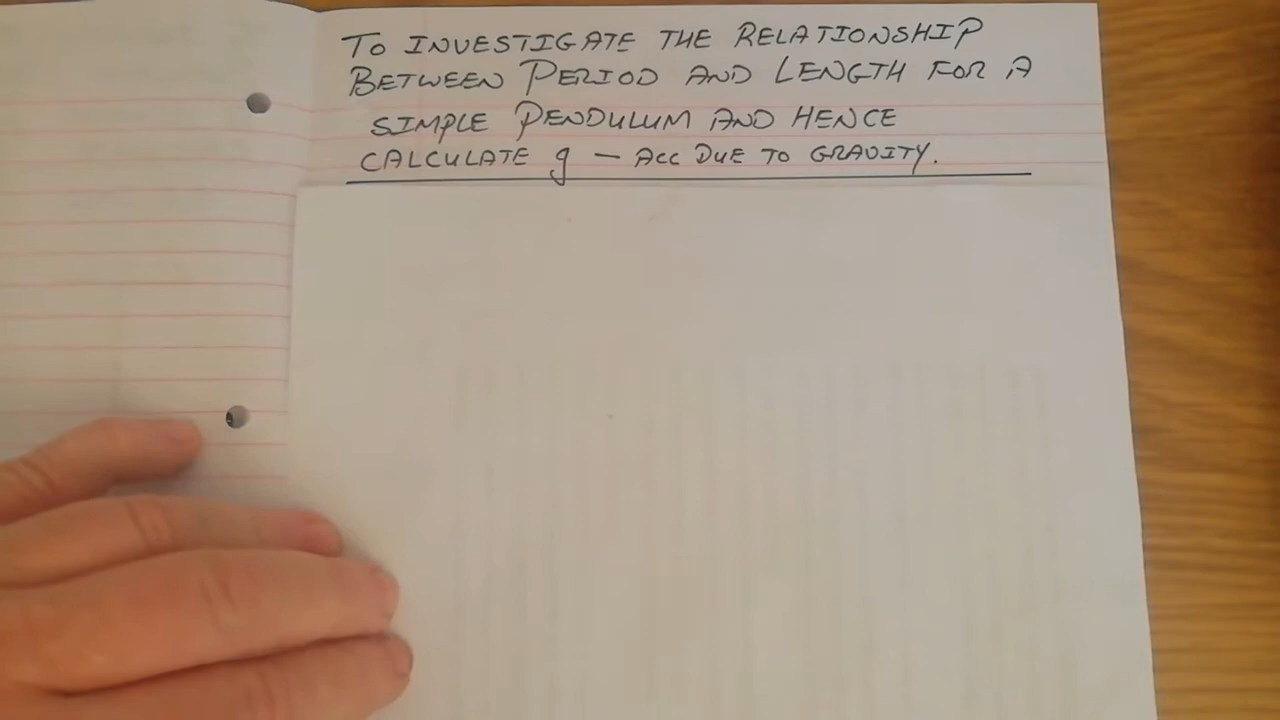 TO INVESTIGATE THE RELATIONSHIP
BETWEEN PERIOD AND LENGTH FOR A
SIMPLE PENDULUM AND HENCE
CALCULATE g — ACC DUE TO GRAVITY.